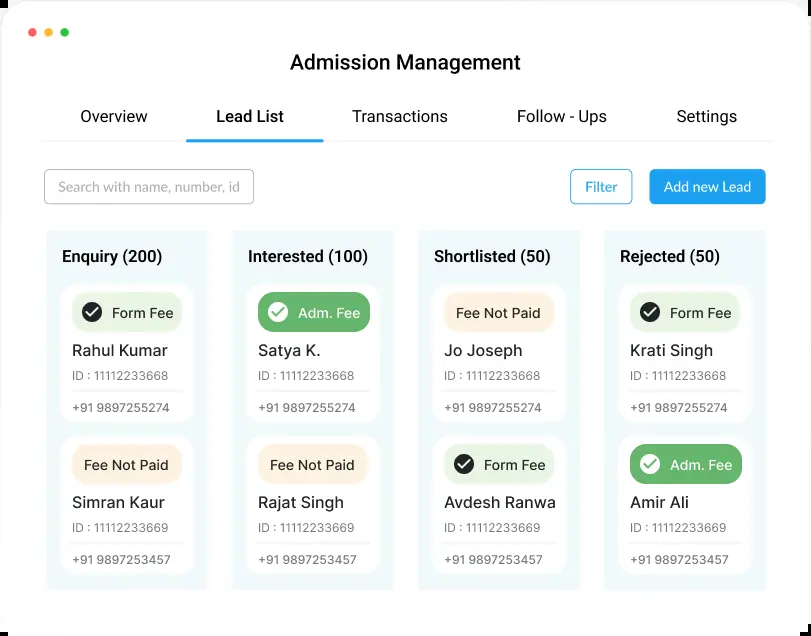 Admission Management
Overview Lead List Transactions Follow - Ups Settings
Search with name, number, id Filter Add new Lead
Enquiry (200)
Form Fee
Rahul Kumar
ID : 11112233668
+91 9897255274
Fee Not Paid
Simran Kaur
ID : 11112233669
+91 9897253457
Interested (100)
Adm. Fee
Satya K.
ID : 11112233668
+91 9897255274
Fee Not Paid
Rajat Singh
ID : 11112233669
+91 9897253457
Shortlisted (50)
Fee Not Paid
Jo Joseph
ID : 11112233668
+91 9897255274
Form Fee
Avdesh Ranwa
ID : 11112233669
+91 9897253457
Rejected (50)
Form Fee
Krati Singh
ID : 11112233668
+91 9897255274
Adm. Fee
Amir Ali
ID : 11112233669
+91 9897253457